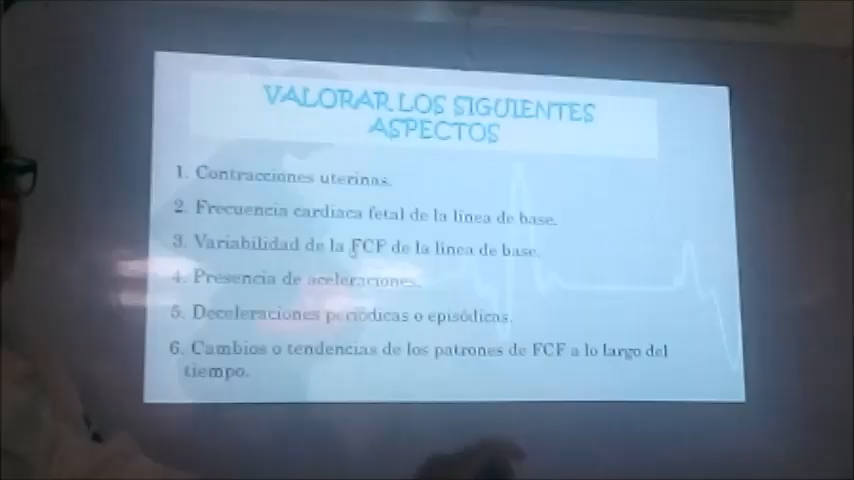 VALORAR LOS SIGUIENTES
ASPECTOS
1. Contracciones uterinas.
2. Frecuencia cardiaca fetal de la linea de base.
3. Variabilidad de la FCF de la linea de base.
4. Presencia de aceleraciones.
5. Deceleraciones periódicas o episódicas.
6. Cambios o tendencias de los patrones de FCF a lo largo del
tiempo.